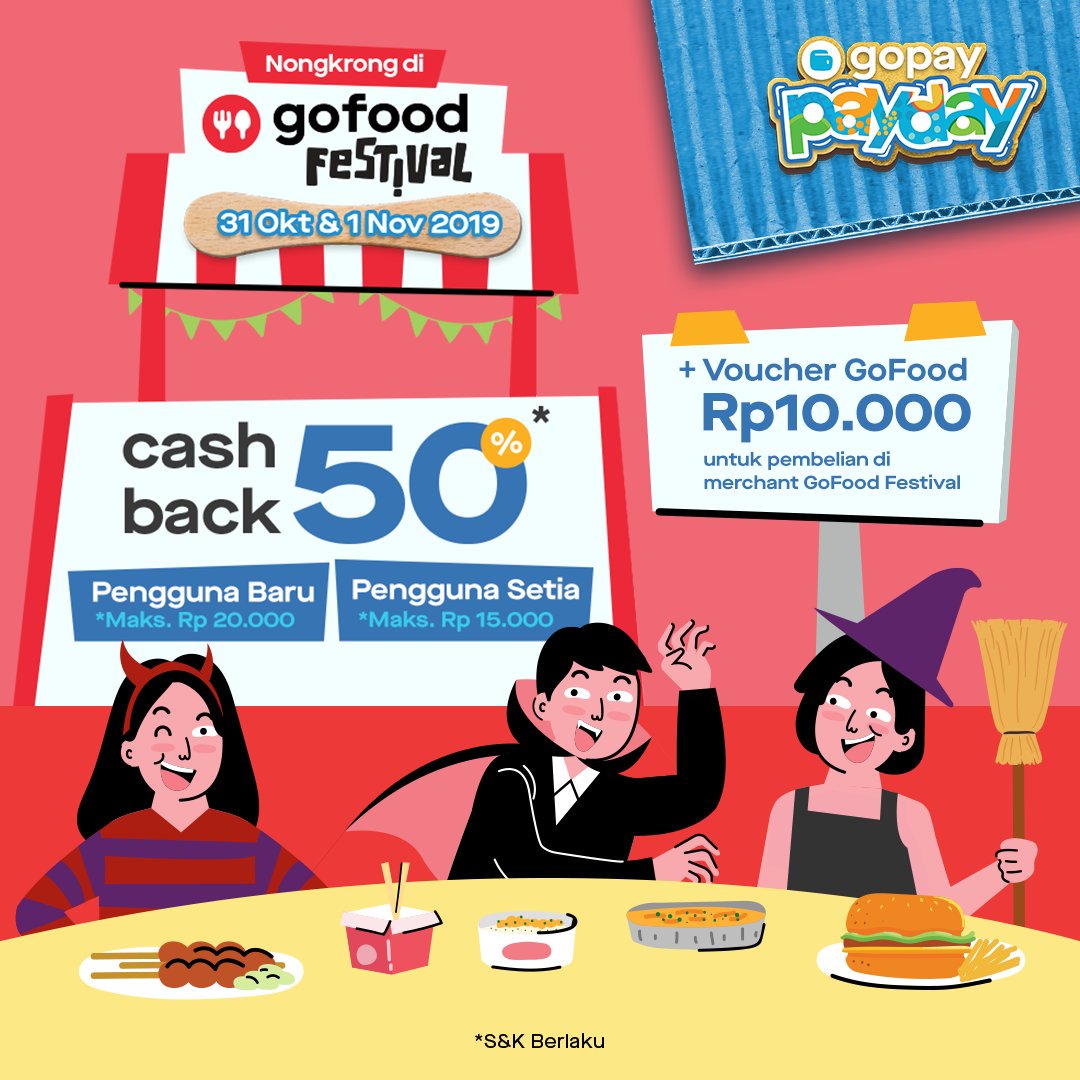 Nongkrong di
gofood
FESTIVAL
31 Okt & 1 Nov 2019
gopay
payday
cash
back
50%*
Pengguna Baru
*Maks. Rp 20.000
Pengguna Setia
*Maks. Rp 15.000
+ Voucher GoFood
Rp10.000
untuk pembelian di
merchant GoFood Festival
*S&K Berlaku